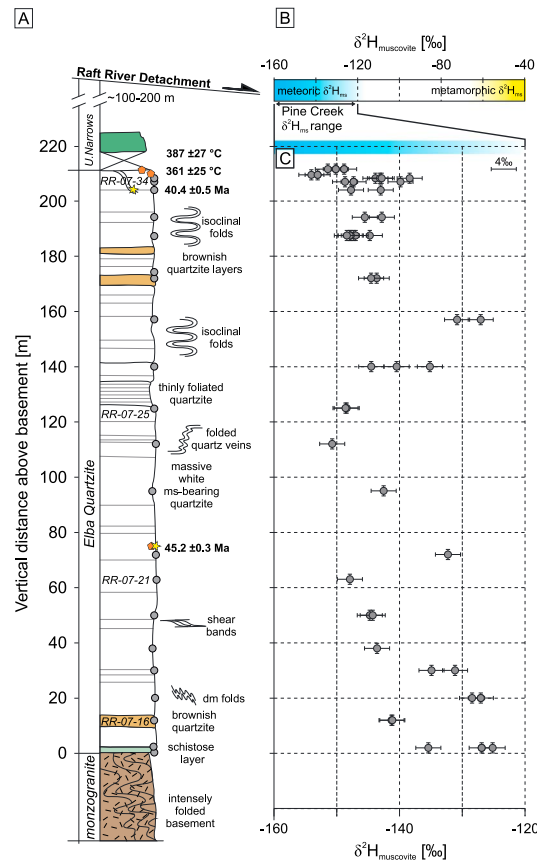 A
B
δ²Hmuscovite [‰]
-160
-120
-80
-40
Raft River Detachment
~100-200 m
meteoric δ²Hms
metamorphic δ²Hms
Pine Creek
δ²Hms range
U.Narrows
220
387 ±27 °C
C
4‰
361 ±25 °C
RR-07-34
40.4 ±0.5 Ma
200
isoclinal
folds
180
brownish
quartzite layers
160
isoclinal
folds
140
thinly foliated
quartzite
RR-07-25
120
folded
quartz veins
massive
white
ms-bearing
quartzite
100
80
45.2 ±0.3 Ma
RR-07-21
60
shear
bands
40
20
dm folds
RR-07-16
brownish
quartzite
schistose
layer
0
intensely
folded
basement
Vertical distance above basement [m]
Elba Quartzite
monzogranite
-160
-140
-120
δ²Hmuscovite [‰]